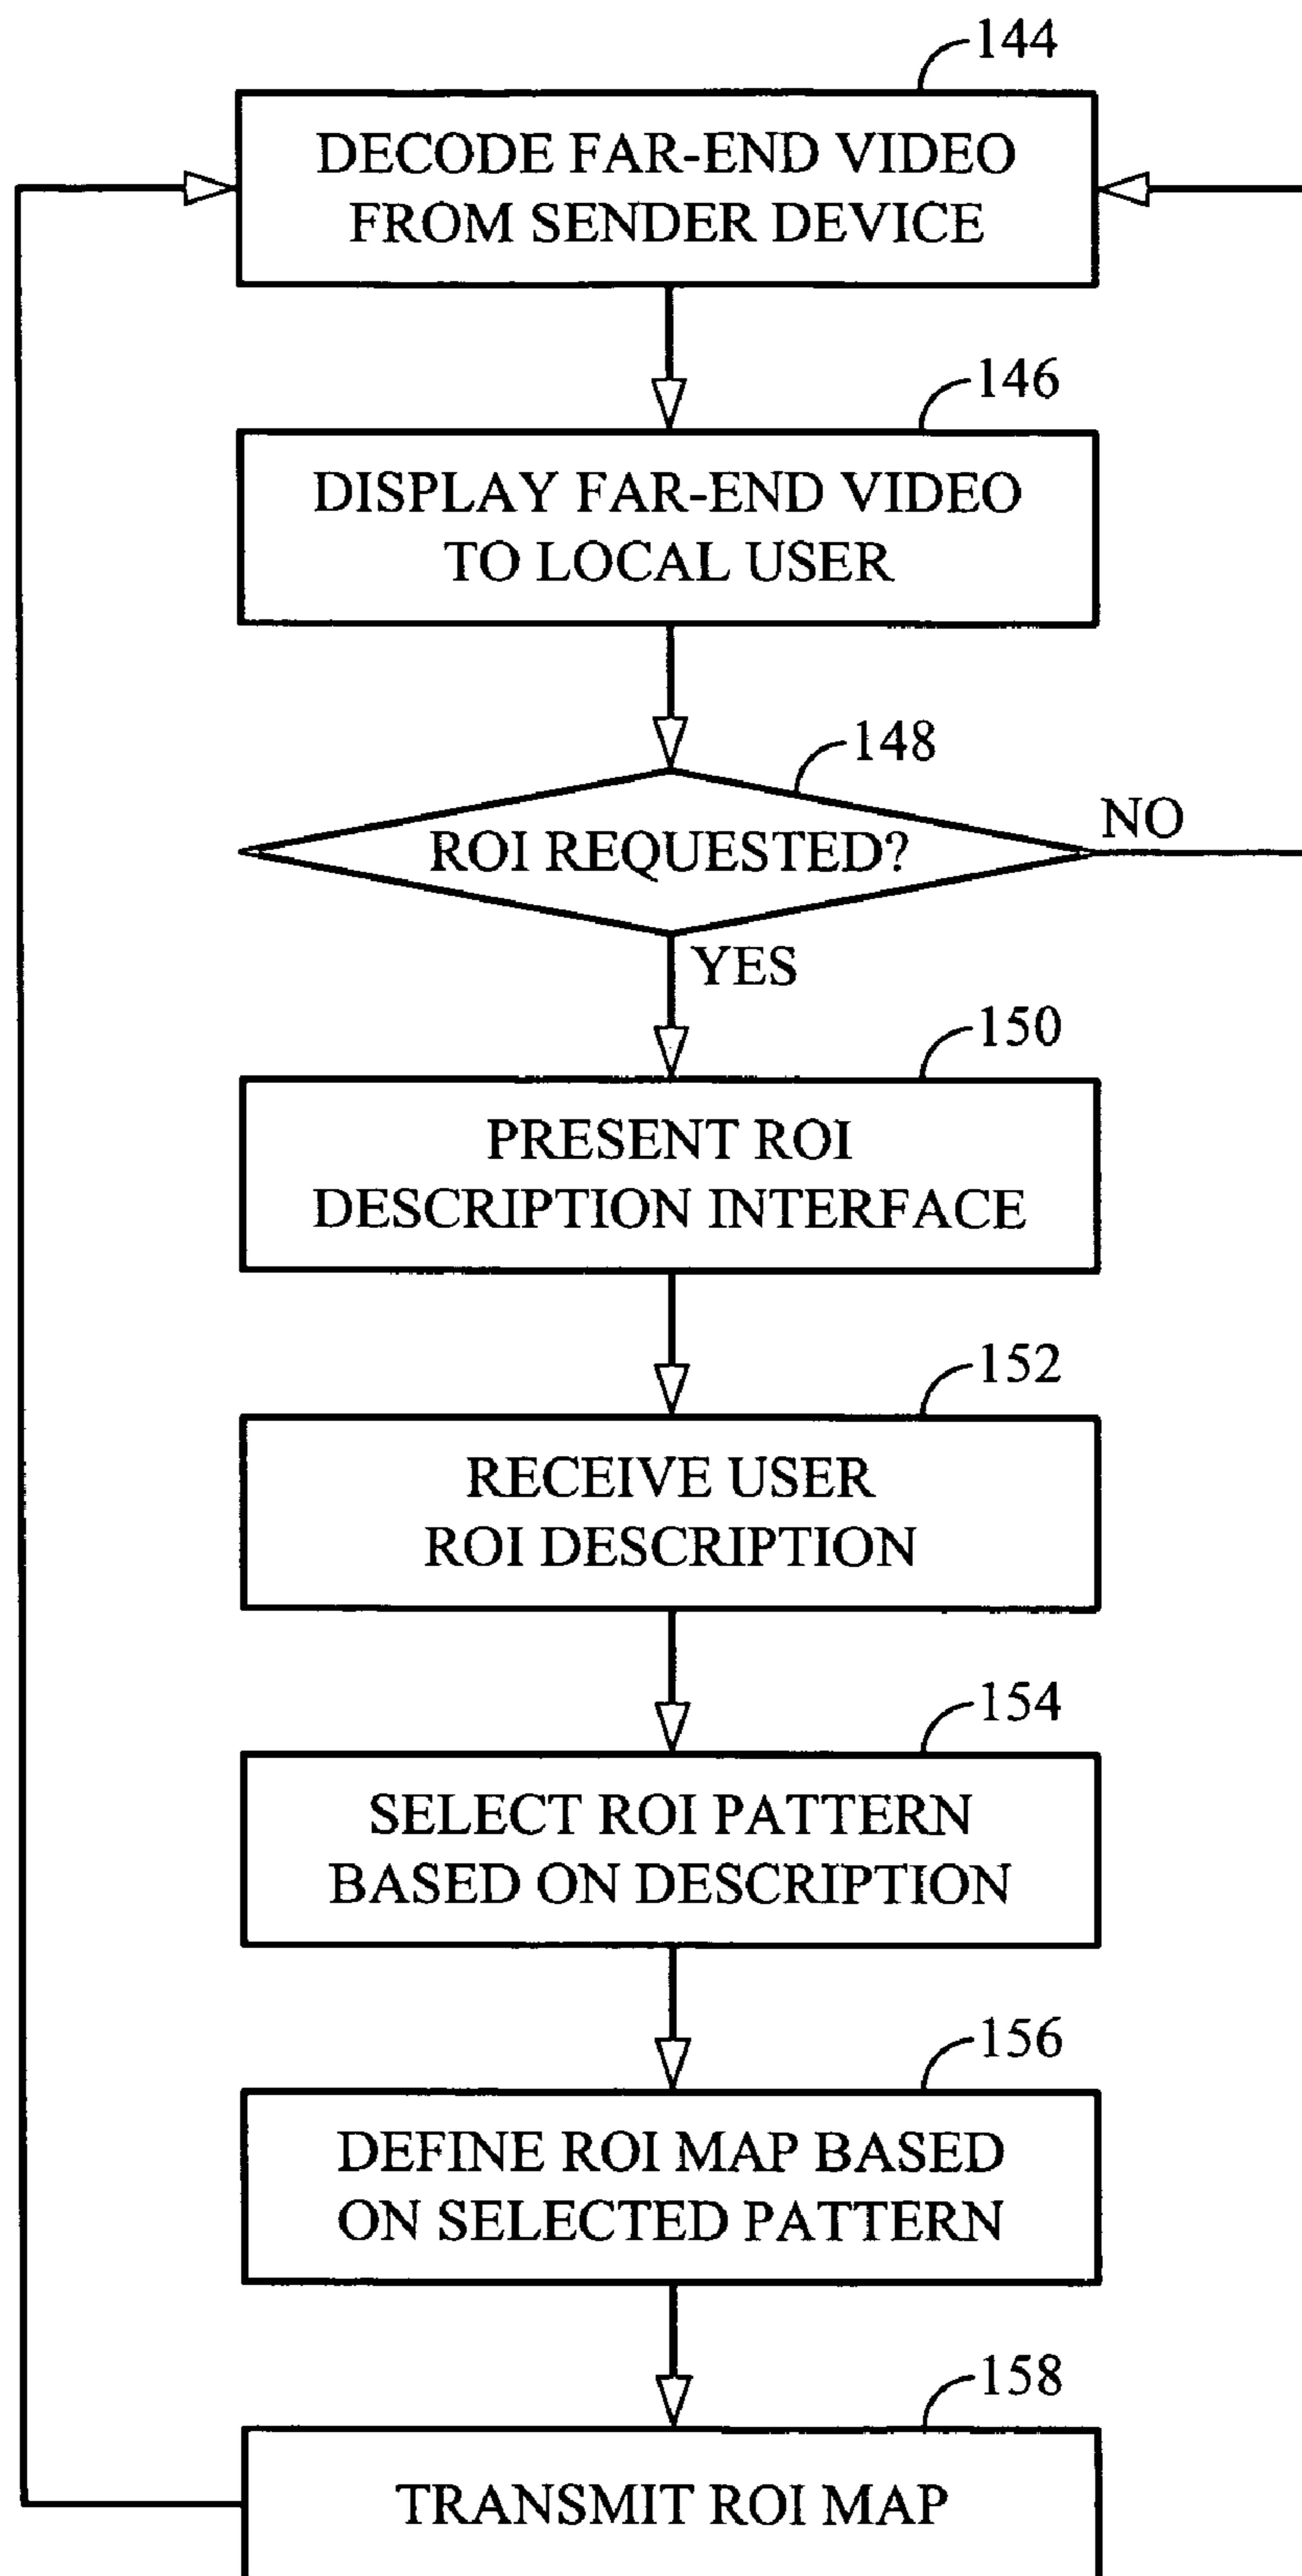 144
DECODE FAR-END VIDEO
FROM SENDER DEVICE
146
DISPLAY FAR-END VIDEO
TO LOCAL USER
148
ROI REQUESTED?
NO
YES
150
PRESENT ROI
DESCRIPTION INTERFACE
152
RECEIVE USER
ROI DESCRIPTION
154
SELECT ROI PATTERN
BASED ON DESCRIPTION
156
DEFINE ROI MAP BASED
ON SELECTED PATTERN
158
TRANSMIT ROI MAP